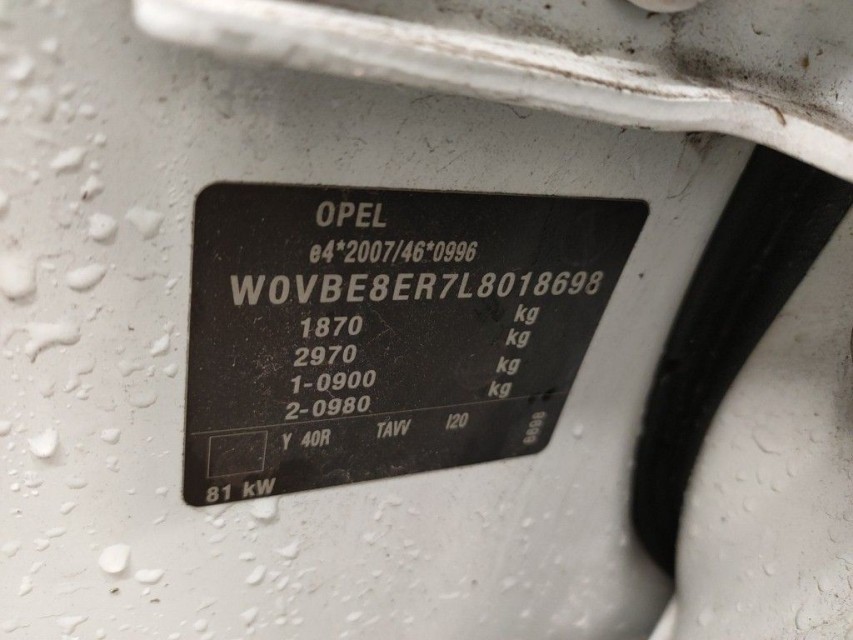 OPEL
e4*2007/46*0996
W0VBE8ER7L8018698
1870 kg
2970 kg
1-0900 kg
2-0980 kg
Y 40R TAVV I20 8698
81 kW